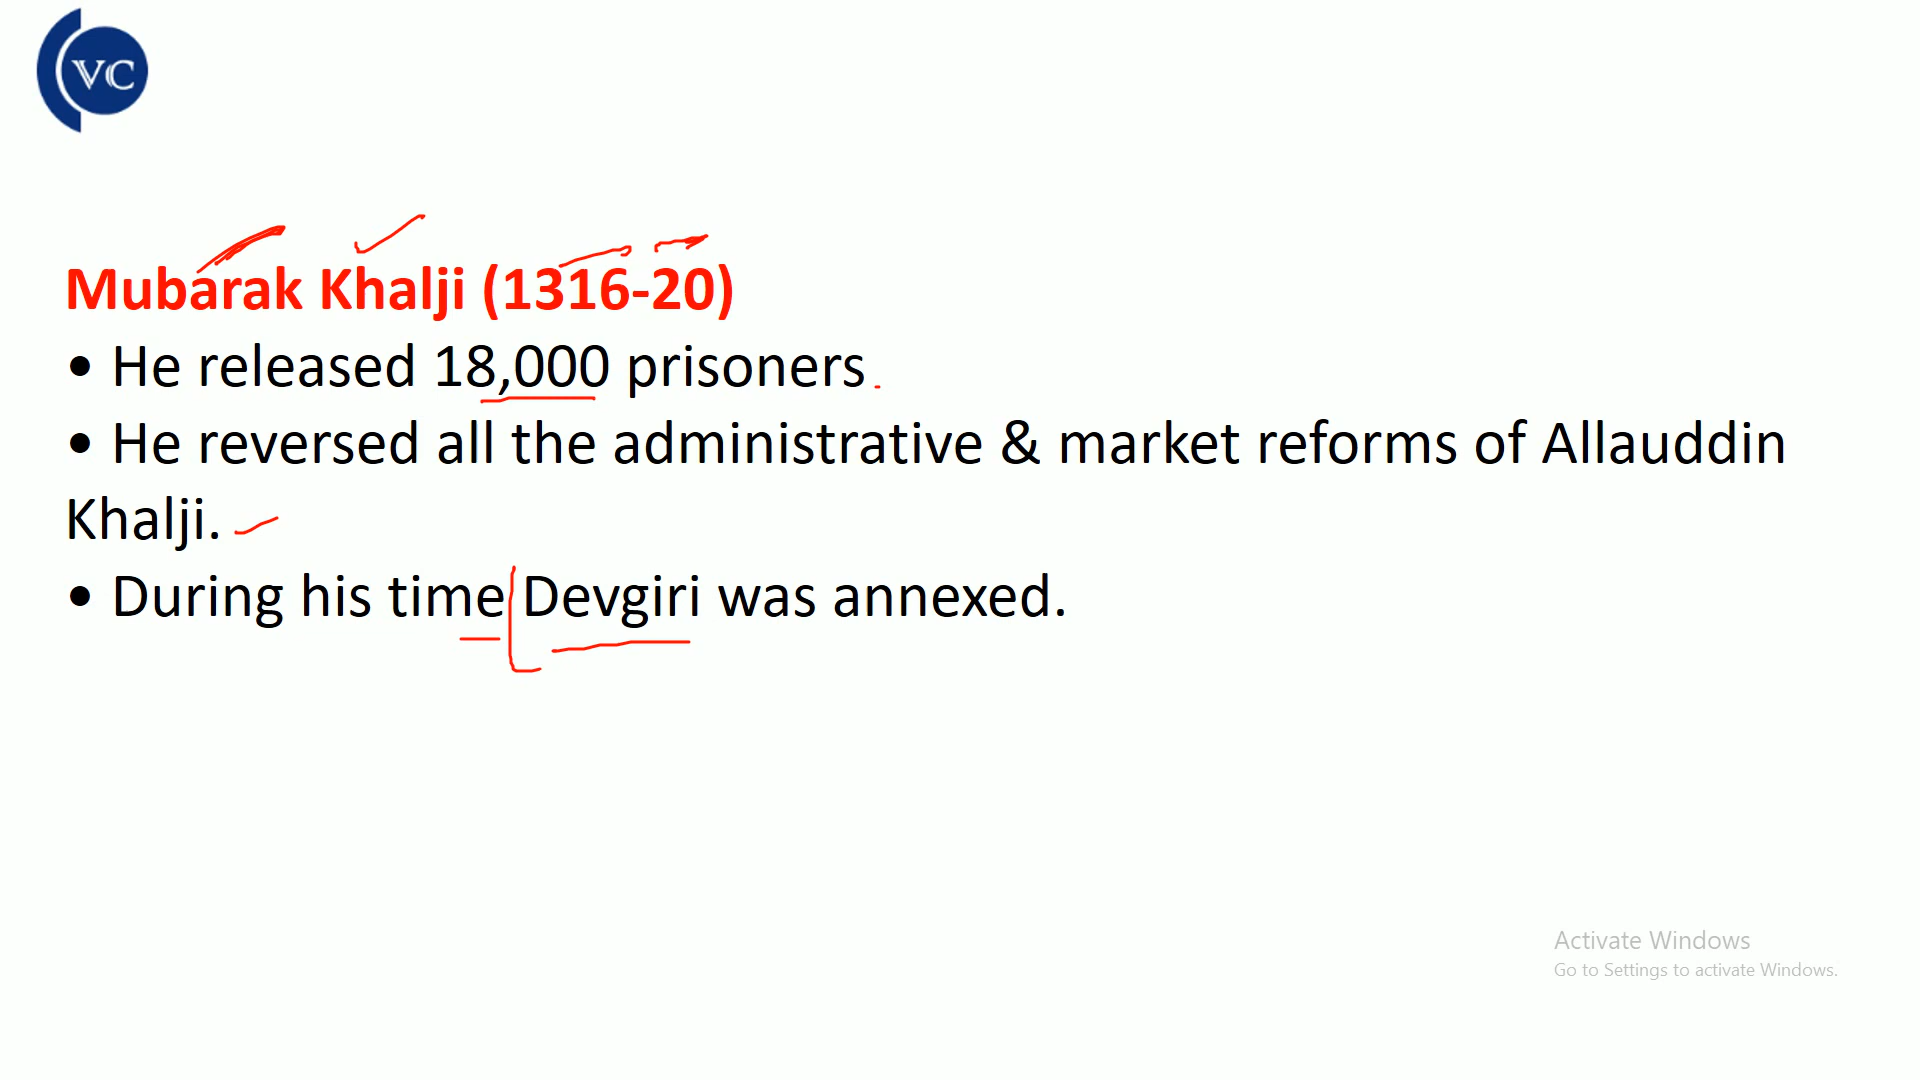 VC
Mubarak Khalji (1316-20)
• He released 18,000 prisoners
• He reversed all the administrative & market reforms of Allauddin
Khalji.
• During his time Devgiri was annexed.
Activate Windows
Go to Settings to activate Windows.